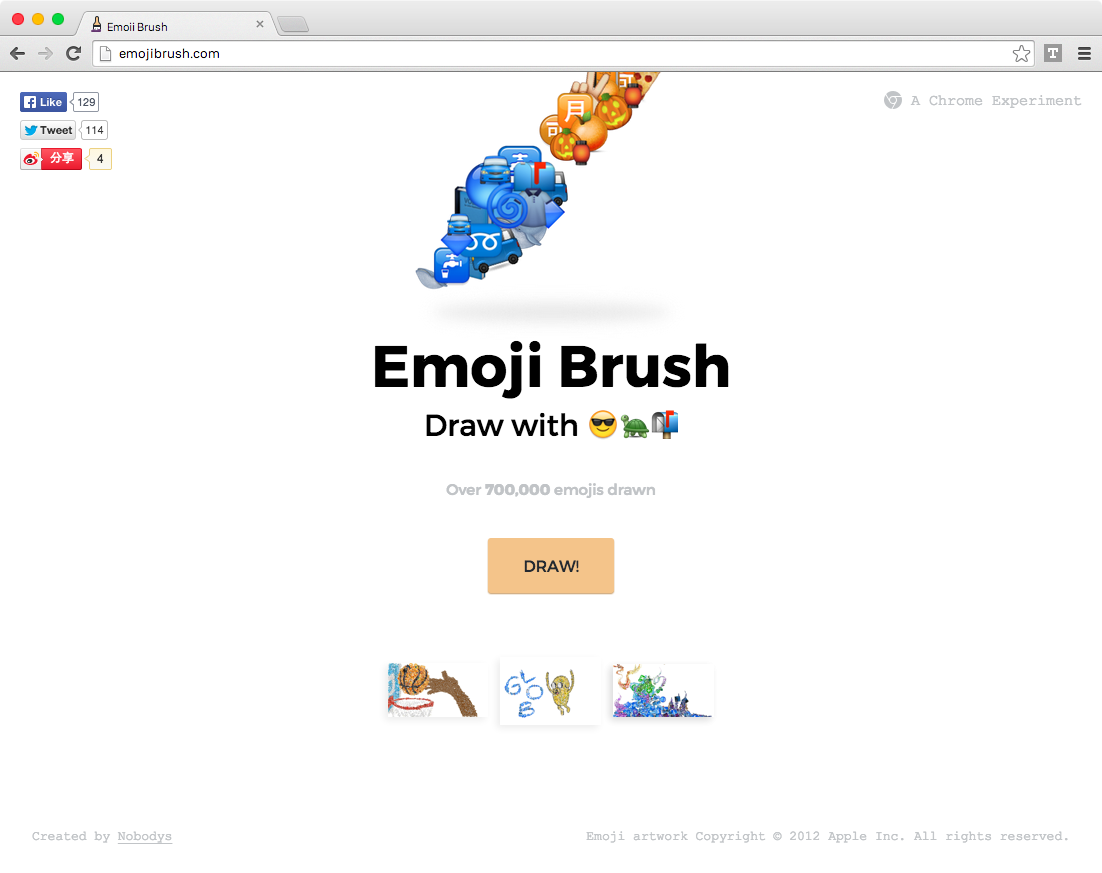 Emoji Brush
emojibrush.com
Like 129
Tweet 114
分享 4
A Chrome Experiment
月
Emoji Brush
Draw with 😎🐢📬
Over 700,000 emojis drawn
DRAW!
GLOB
Created by Nobodys
Emoji artwork Copyright © 2012 Apple Inc. All rights reserved.